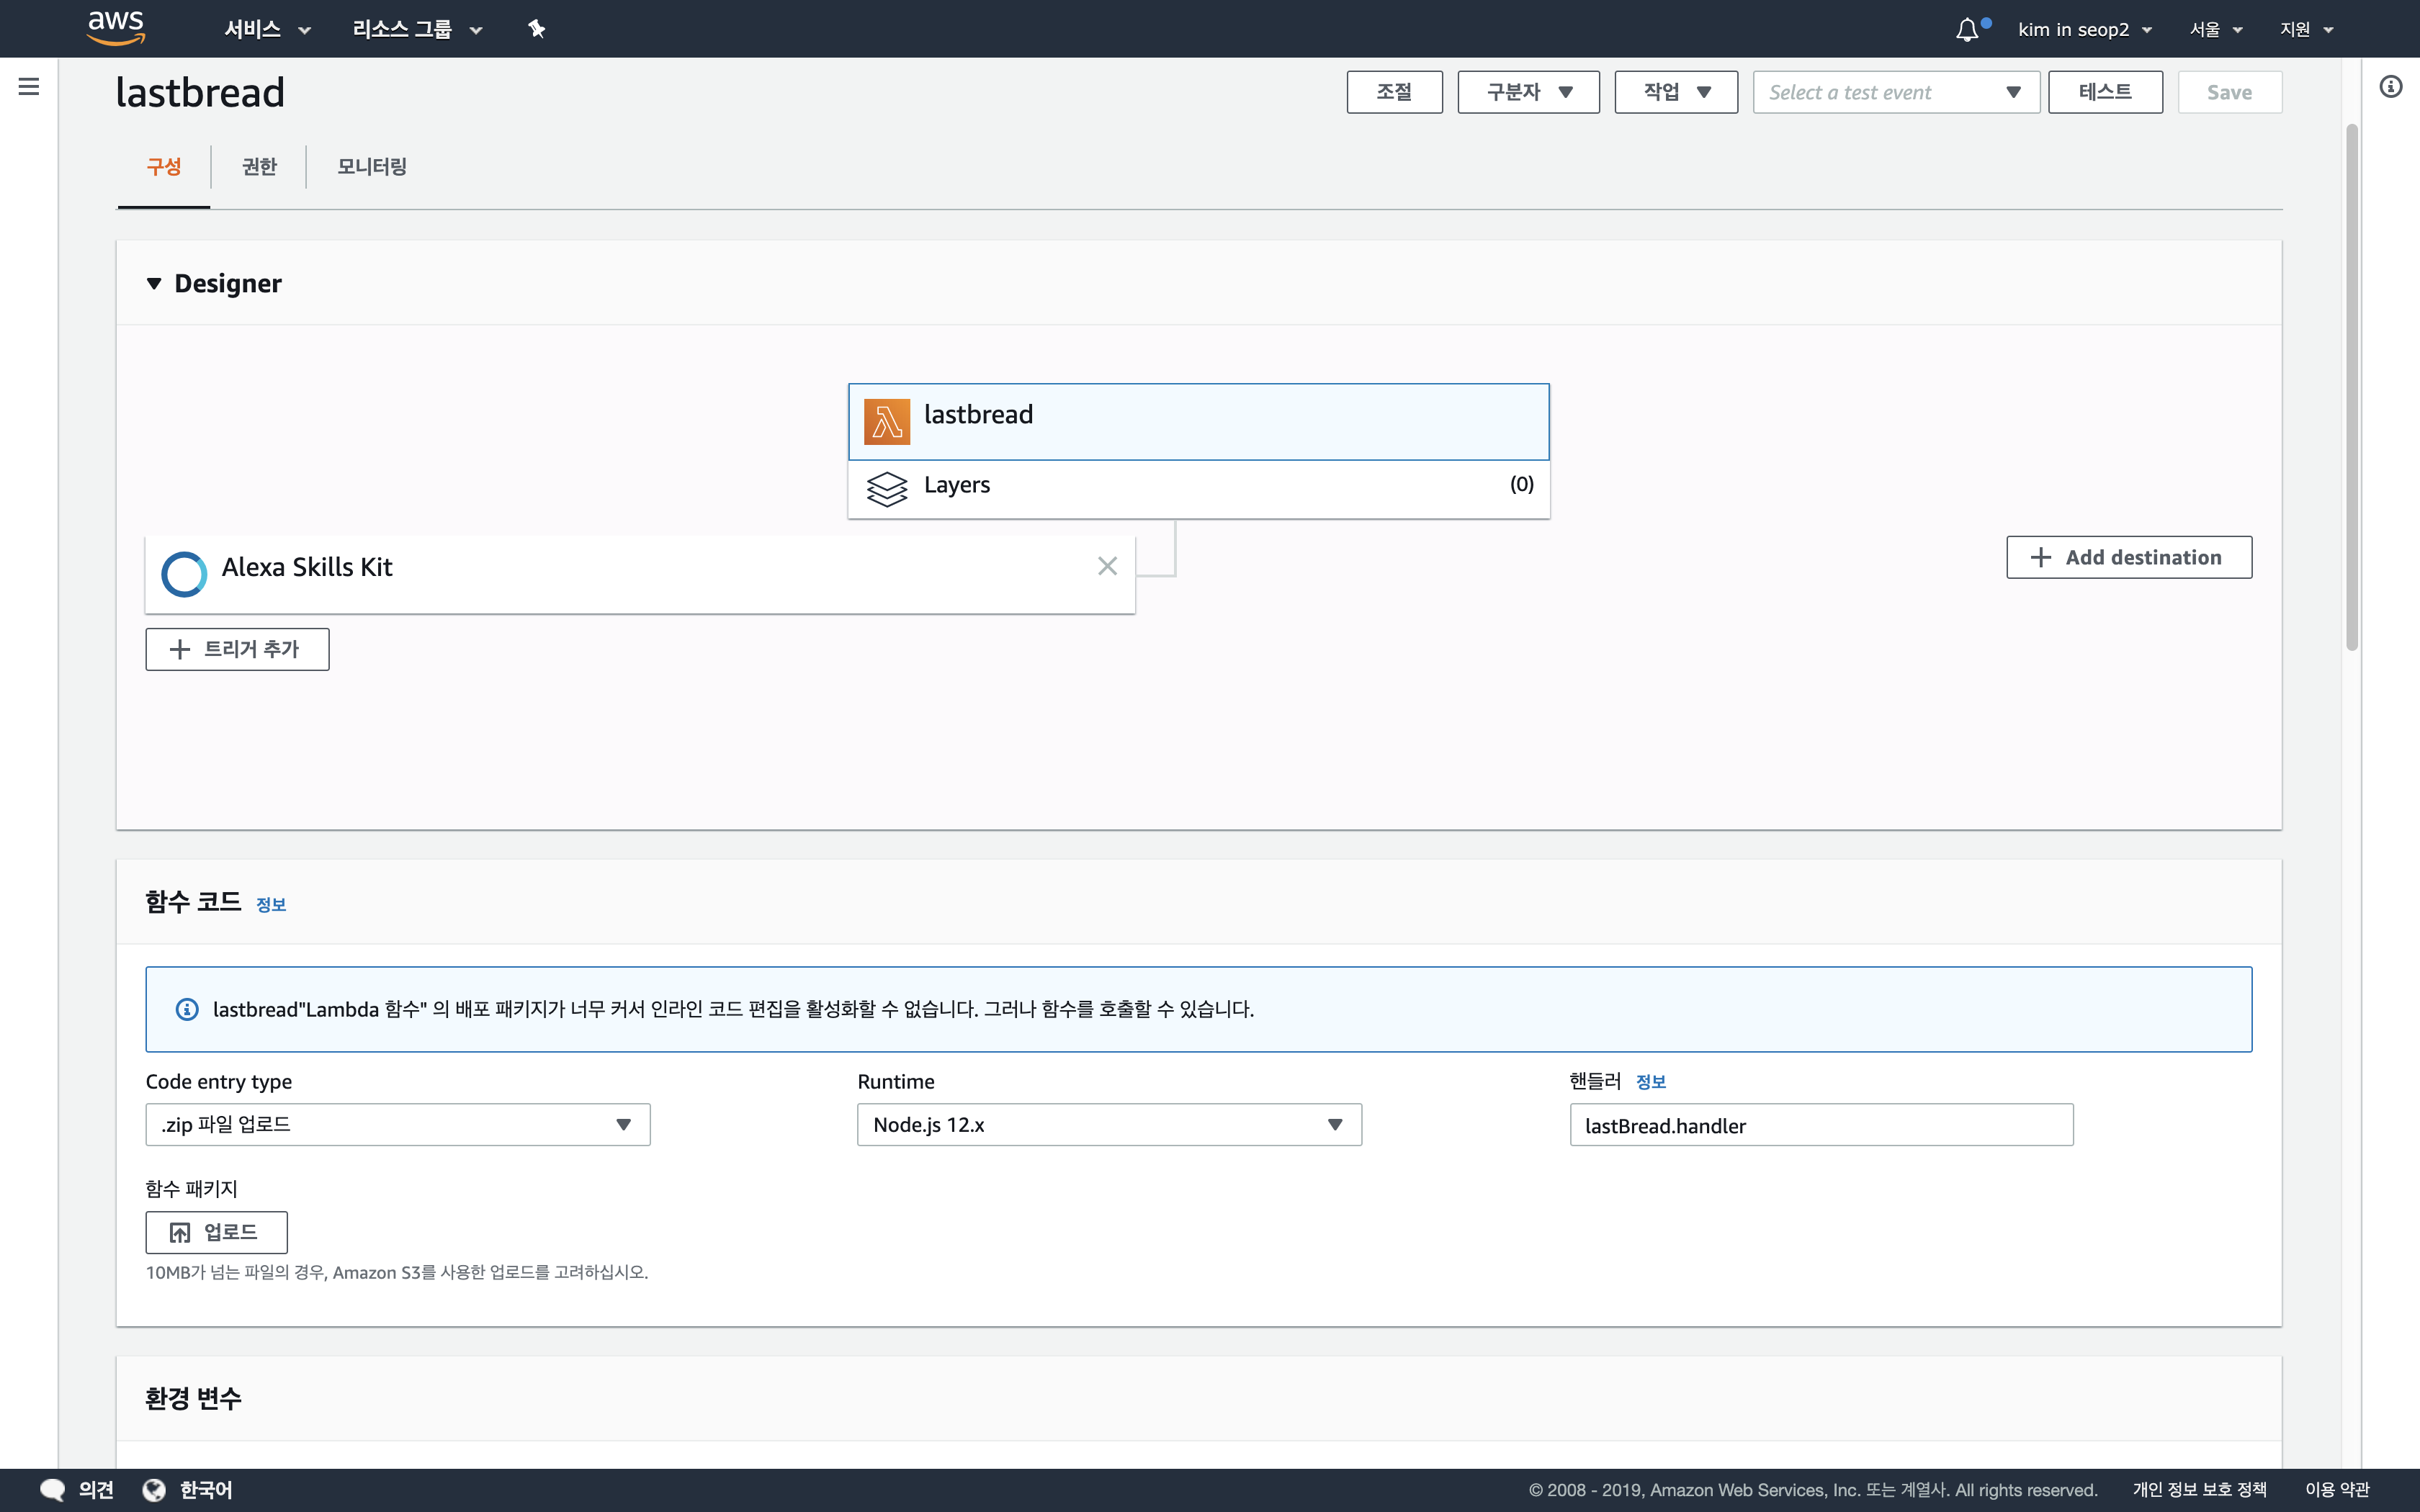 aws 서비스 리소스 그룹 kim in seop2 서울 지원
lastbread 조절 구분자 작업 Select a test event 테스트 Save
구성 권한 모니터링
Designer
lastbread
Layers (0)
Alexa Skills Kit
Add destination
트리거 추가
함수 코드 정보
lastbread"Lambda 함수" 의 배포 패키지가 너무 커서 인라인 코드 편집을 활성화할 수 없습니다. 그러나 함수를 호출할 수 있습니다.
Code entry type Runtime 핸들러 정보
.zip 파일 업로드 Node.js 12.x lastBread.handler
함수 패키지
업로드
10MB가 넘는 파일의 경우, Amazon S3를 사용한 업로드를 고려하십시오.
환경 변수
의견 한국어 © 2008 - 2019, Amazon Web Services, Inc. 또는 계열사. All rights reserved. 개인 정보 보호 정책 이용 약관